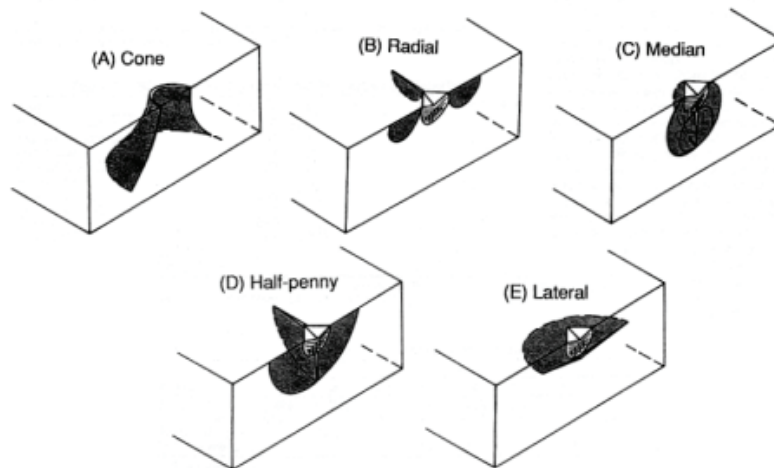 (A) Cone
(B) Radial
(C) Median
(D) Half-penny
(E) Lateral